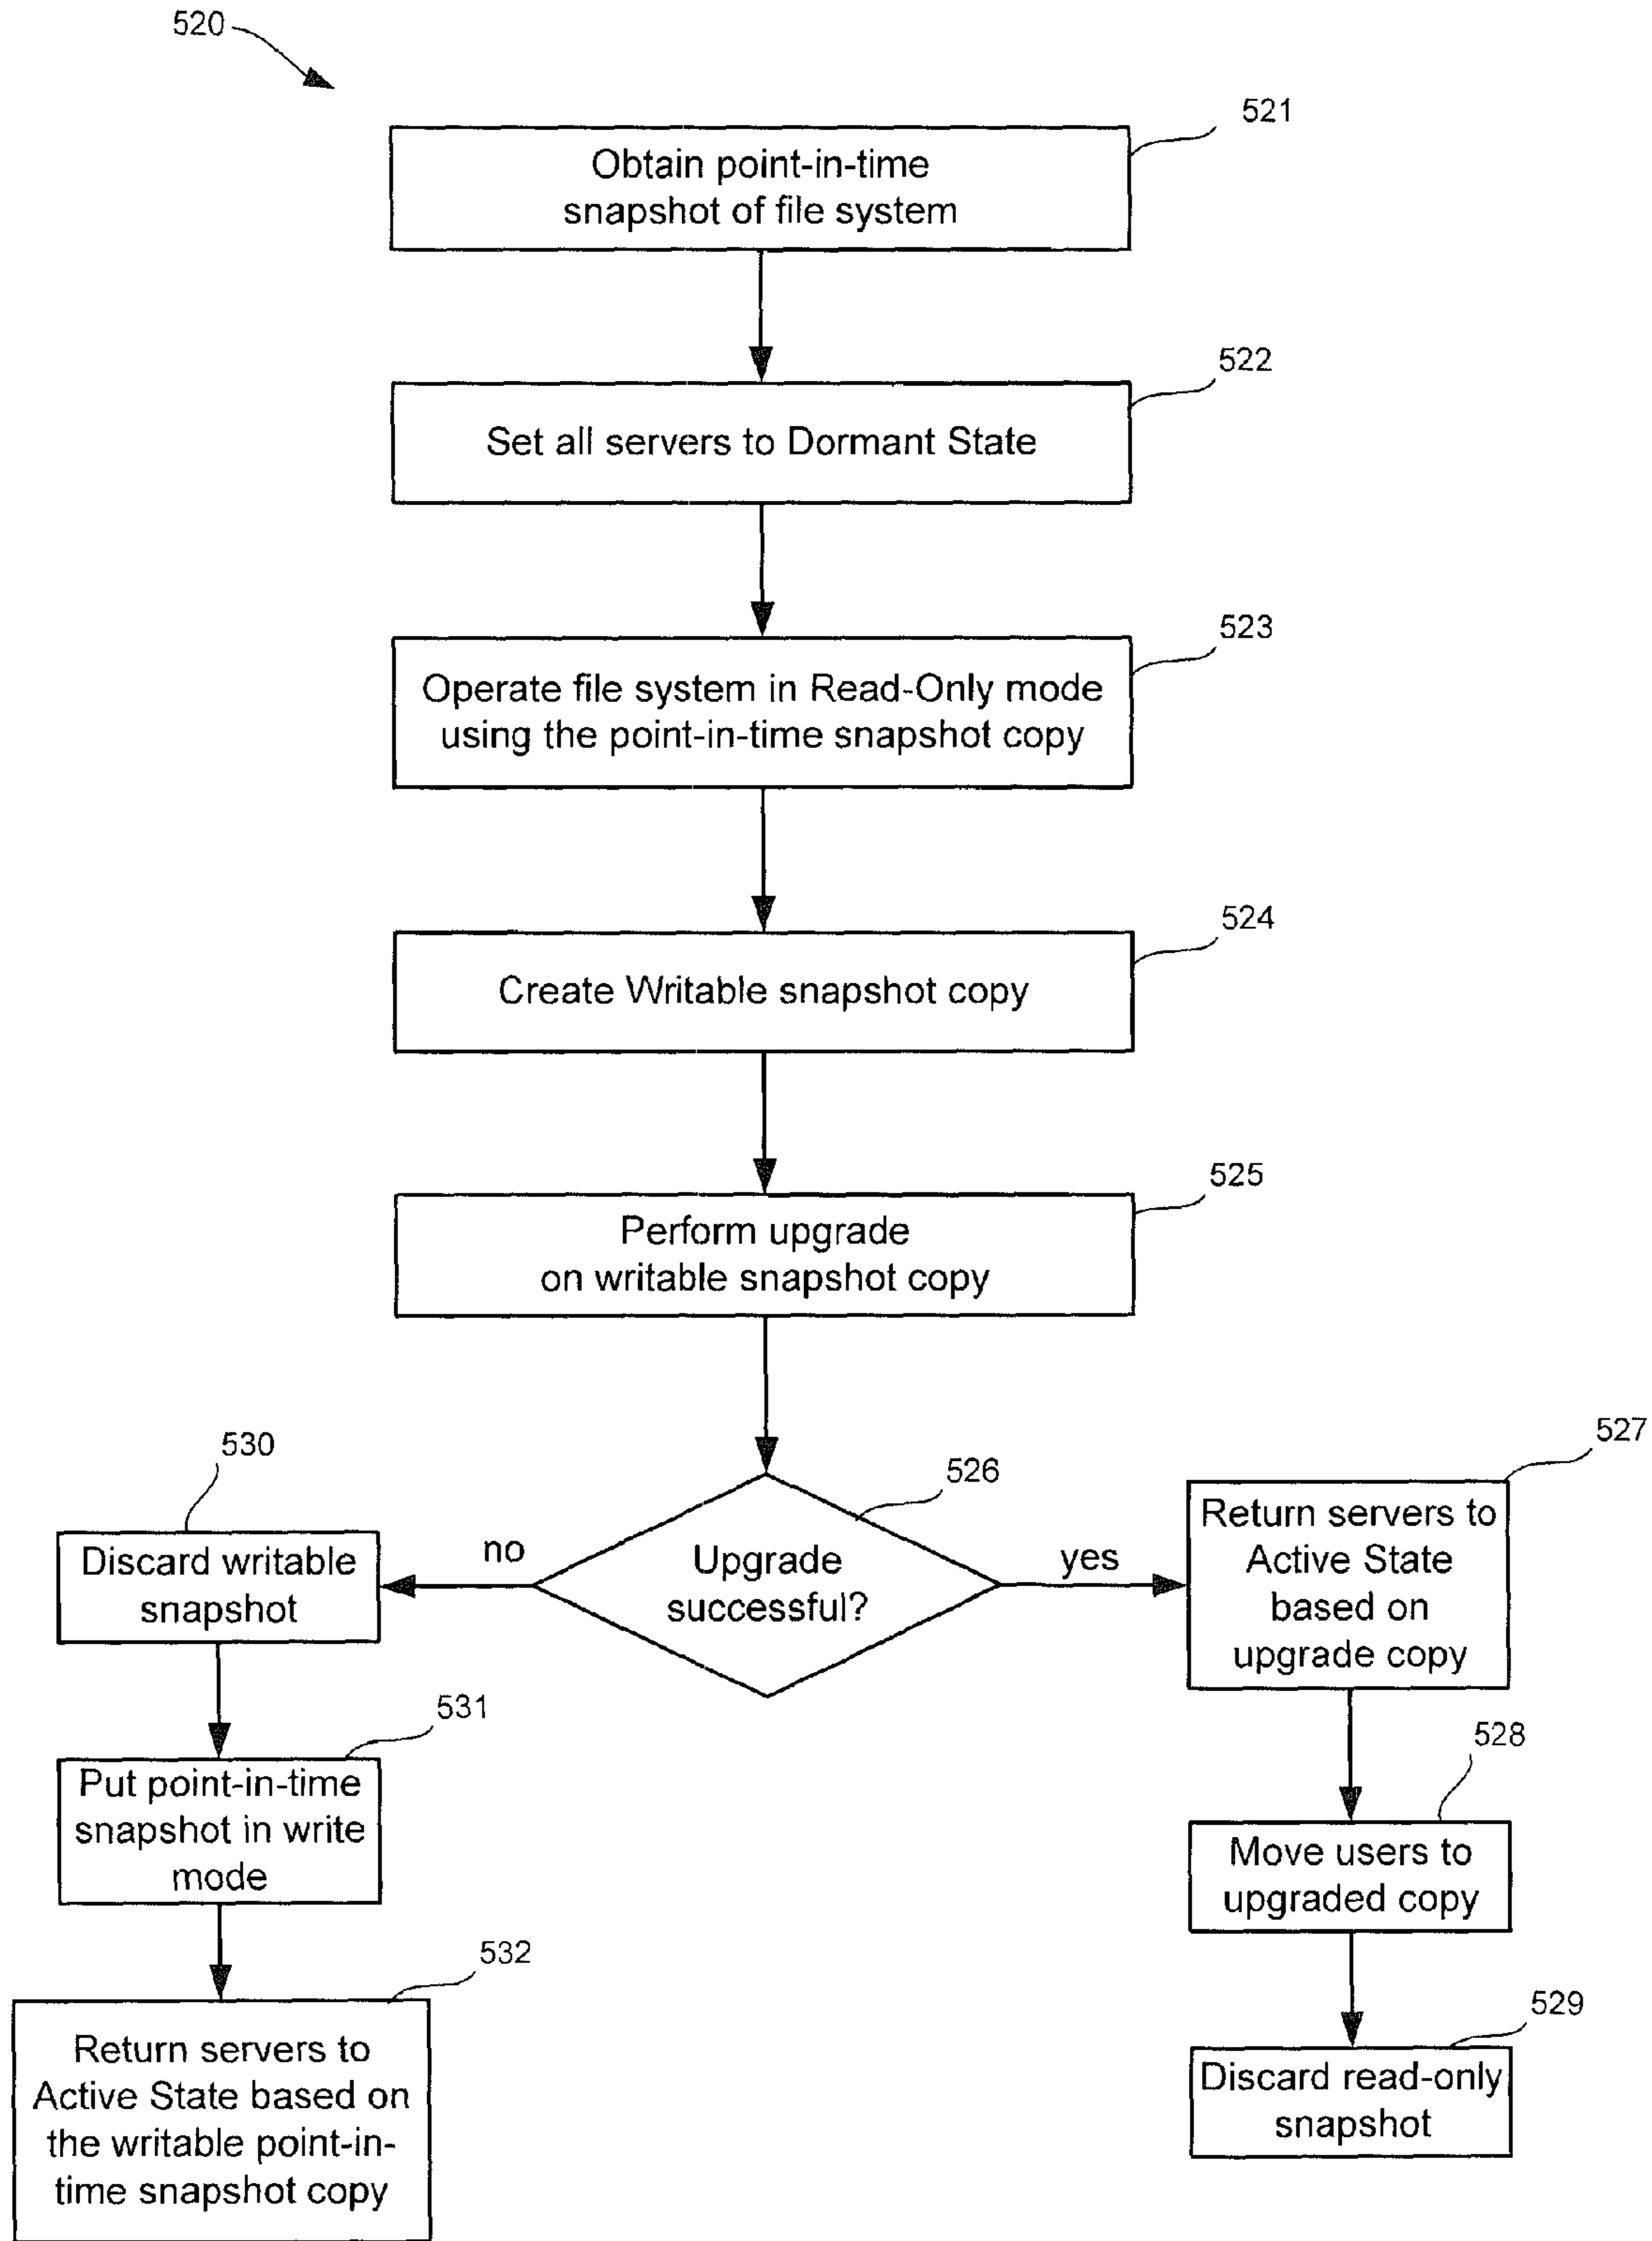 520
521
Obtain point-in-time
snapshot of file system
522
Set all servers to Dormant State
523
Operate file system in Read-Only mode
using the point-in-time snapshot copy
524
Create Writable snapshot copy
525
Perform upgrade
on writable snapshot copy
526
Upgrade
successful?
no
yes
530
Discard writable
snapshot
531
Put point-in-time
snapshot in write
mode
532
Return servers to
Active State based on
the writable point-in-
time snapshot copy
527
Return servers to
Active State
based on
upgrade copy
528
Move users to
upgraded copy
529
Discard read-only
snapshot